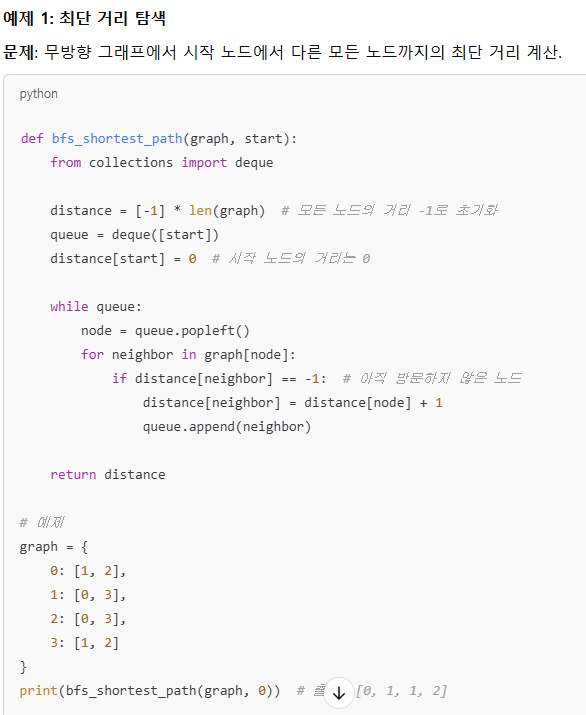 예제 1: 최단 거리 탐색
문제: 무방향 그래프에서 시작 노드에서 다른 모든 노드까지의 최단 거리 계산.
python
def bfs_shortest_path(graph, start):
    from collections import deque
    distance = [-1] * len(graph)  # 모든 노드의 거리 -1로 초기화
    queue = deque([start])
    distance[start] = 0  # 시작 노드의 거리는 0
    while queue:
        node = queue.popleft()
        for neighbor in graph[node]:
            if distance[neighbor] == -1:  # 아직 방문하지 않은 노드
                distance[neighbor] = distance[node] + 1
                queue.append(neighbor)
    return distance
# 예제
graph = {
    0: [1, 2],
    1: [0, 3],
    2: [0, 3],
    3: [1, 2]
}
print(bfs_shortest_path(graph, 0))  # [0, 1, 1, 2]